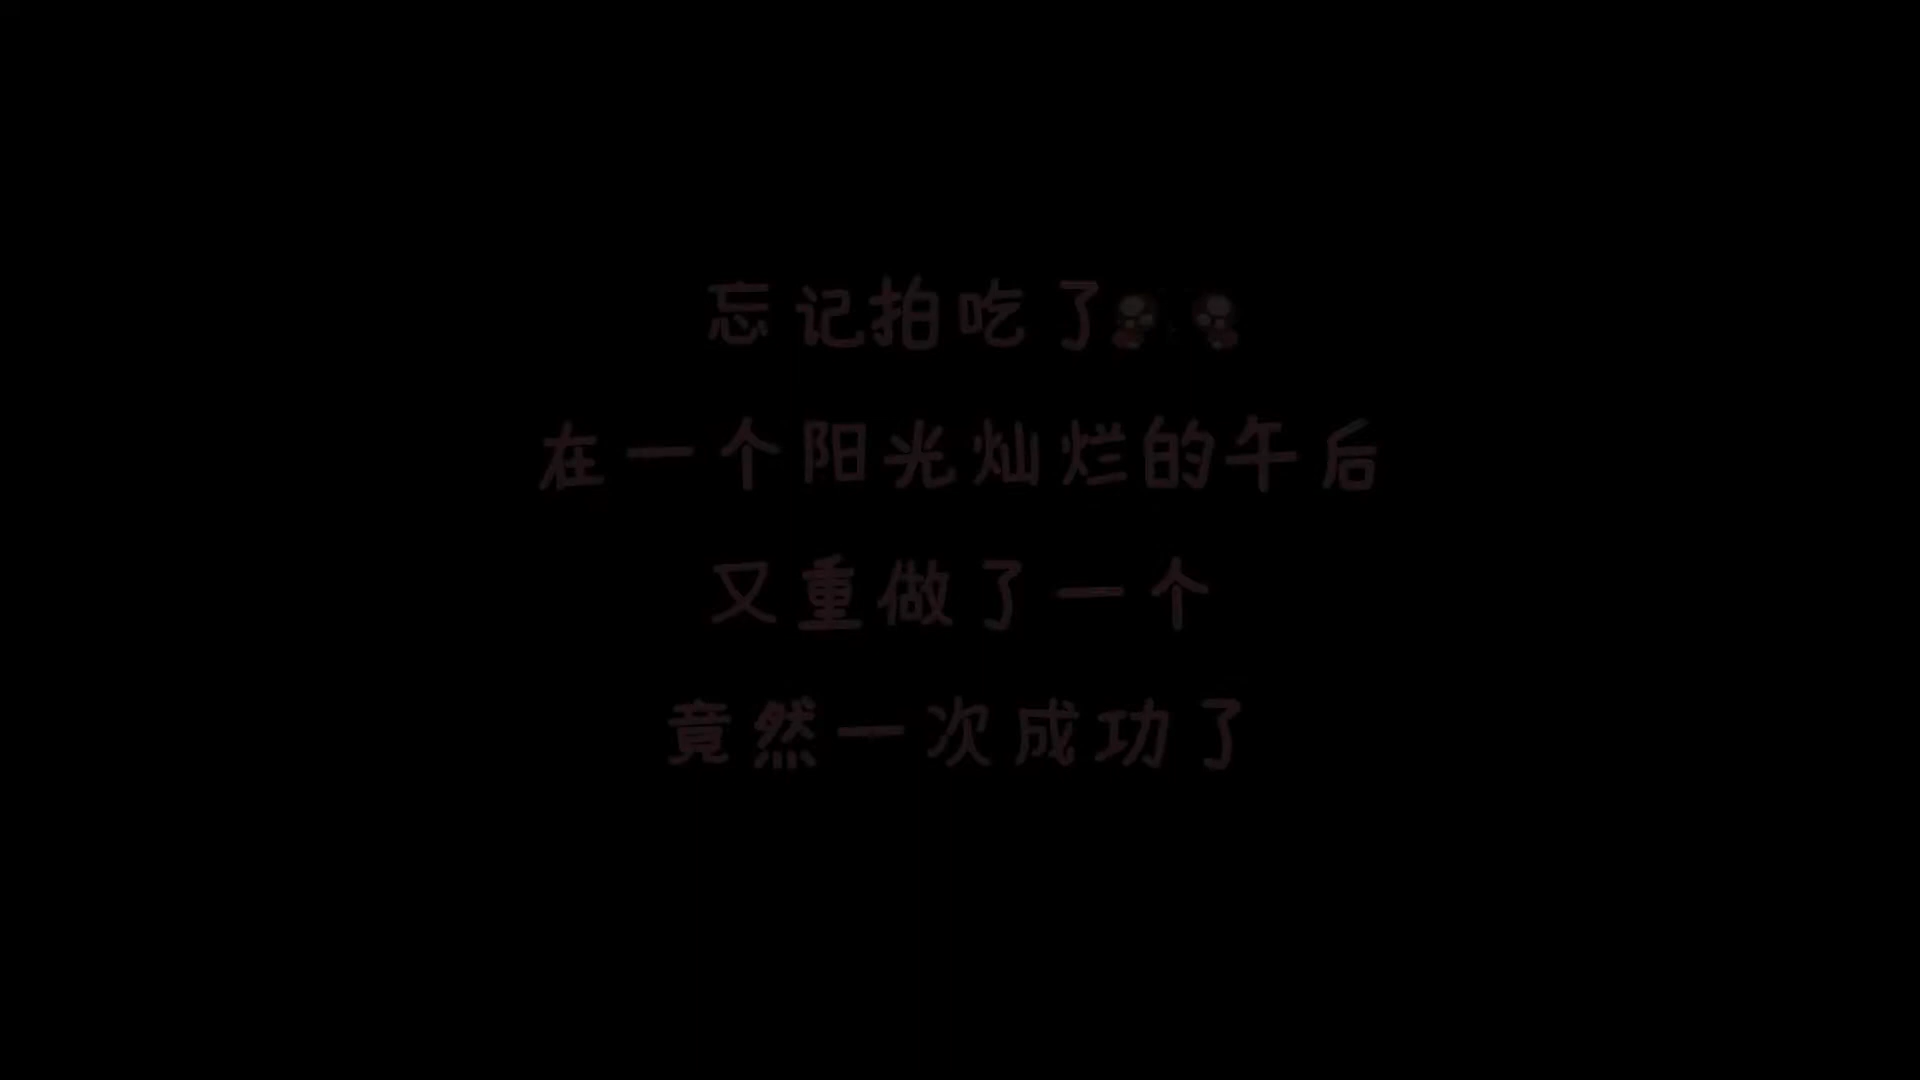 忘记拍吃了
在一个阳光灿烂的午后
又重做了一个
竟然一次成功了